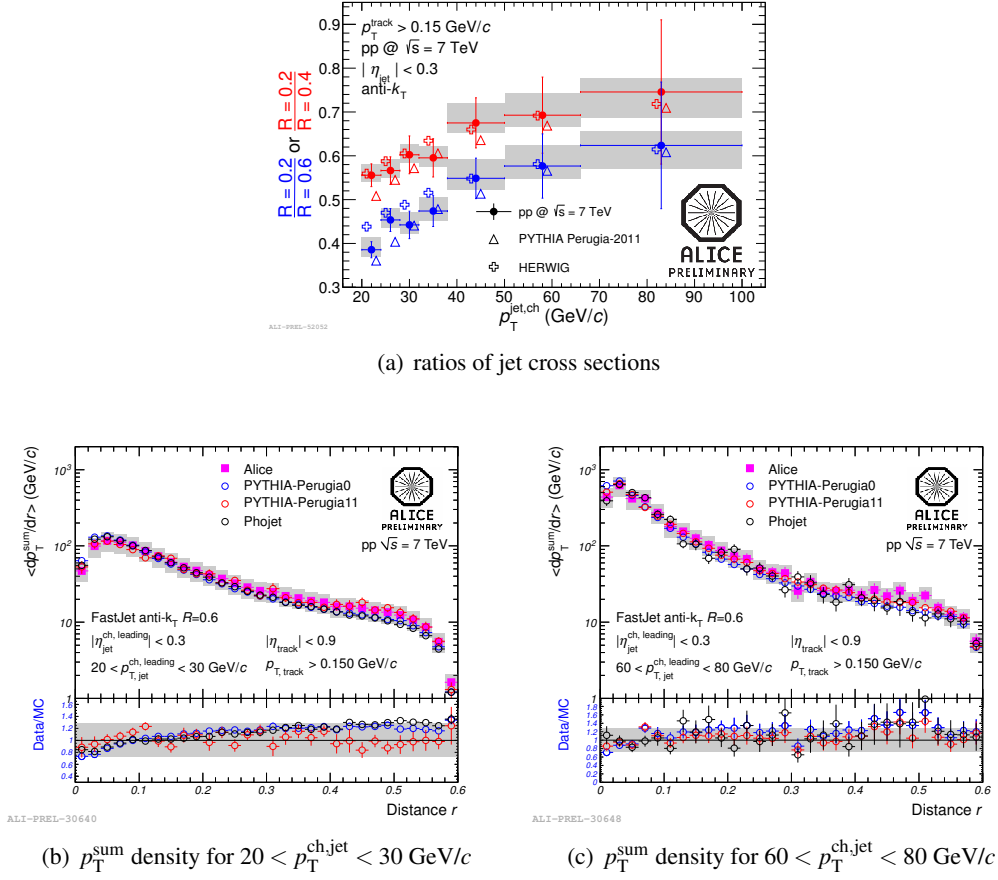 p_T^track > 0.15 GeV/c
pp @ √s = 7 TeV
| η_jet | < 0.3
anti-k_T
R = 0.2 / R = 0.6 or R = 0.2 / R = 0.4
0.9
0.8
0.7
0.6
0.5
0.4
0.3
pp @ √s = 7 TeV
PYTHIA Perugia-2011
HERWIG
ALICE
PRELIMINARY
20 30 40 50 60 70 80 90 100
p_T^jet,ch (GeV/c)
ALI-PREL-52052
(a) ratios of jet cross sections
<dp_T^sum/dr> (GeV/c)
10³
10²
10
1
Alice
PYTHIA-Perugia0
PYTHIA-Perugia11
Phojet
ALICE
PRELIMINARY
pp √s = 7 TeV
FastJet anti-k_T R=0.6
|η_jet^ch, leading| < 0.3 |η_track| < 0.9
20 < p_T, jet^ch, leading < 30 GeV/c p_T, track > 0.150 GeV/c
Data/MC
1.8
1.6
1.4
1.2
1
0.8
0.6
0.4
0 0.1 0.2 0.3 0.4 0.5 0.6
Distance r
ALI-PREL-30640
(b) p_T^sum density for 20 < p_T^ch,jet < 30 GeV/c
<dp_T^sum/dr> (GeV/c)
10³
10²
10
1
Alice
PYTHIA-Perugia0
PYTHIA-Perugia11
Phojet
ALICE
PRELIMINARY
pp √s = 7 TeV
FastJet anti-k_T R=0.6
|η_jet^ch, leading| < 0.3 |η_track| < 0.9
60 < p_T, jet^ch, leading < 80 GeV/c p_T, track > 0.150 GeV/c
Data/MC
1.8
1.6
1.4
1.2
1
0.8
0.6
0.4
0.2
0
0 0.1 0.2 0.3 0.4 0.5 0.6
Distance r
ALI-PREL-30648
(c) p_T^sum density for 60 < p_T^ch,jet < 80 GeV/c